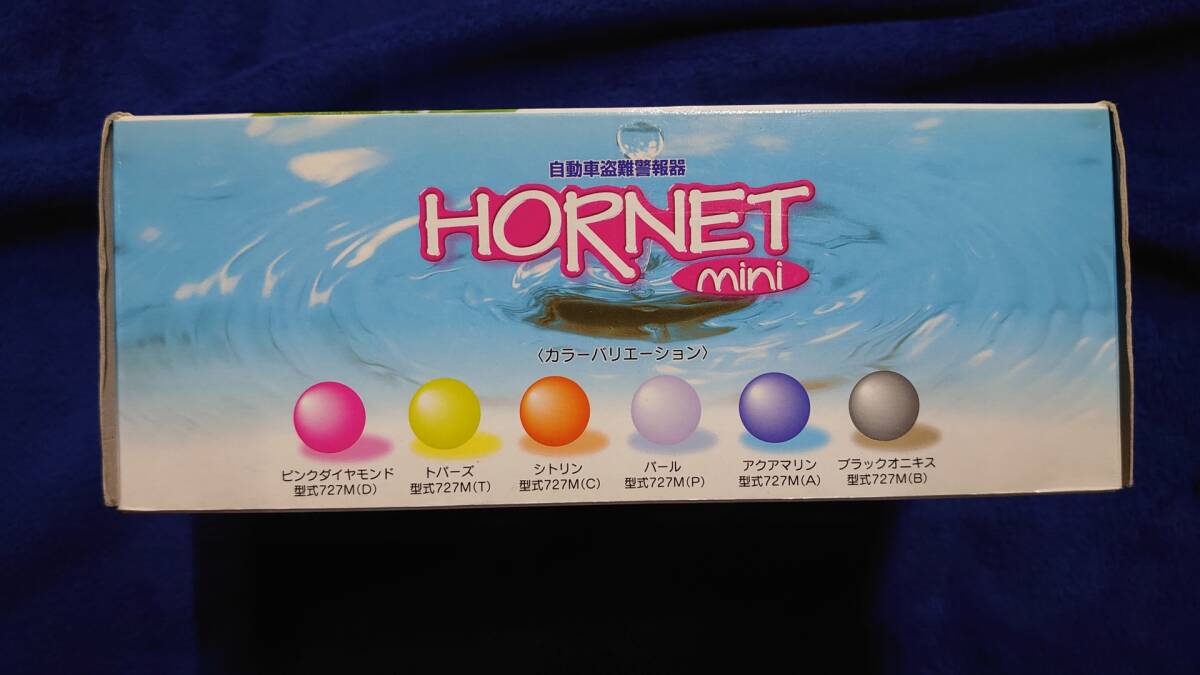 自動車盗難警報器
HORNET
mini
〈カラーバリエーション〉
ピンクダイヤモンド
型式727M(D)
トパーズ
型式727M(T)
シトリン
型式727M(C)
パール
型式727M(P)
アクアマリン
型式727M(A)
ブラックオニキス
型式727M(B)